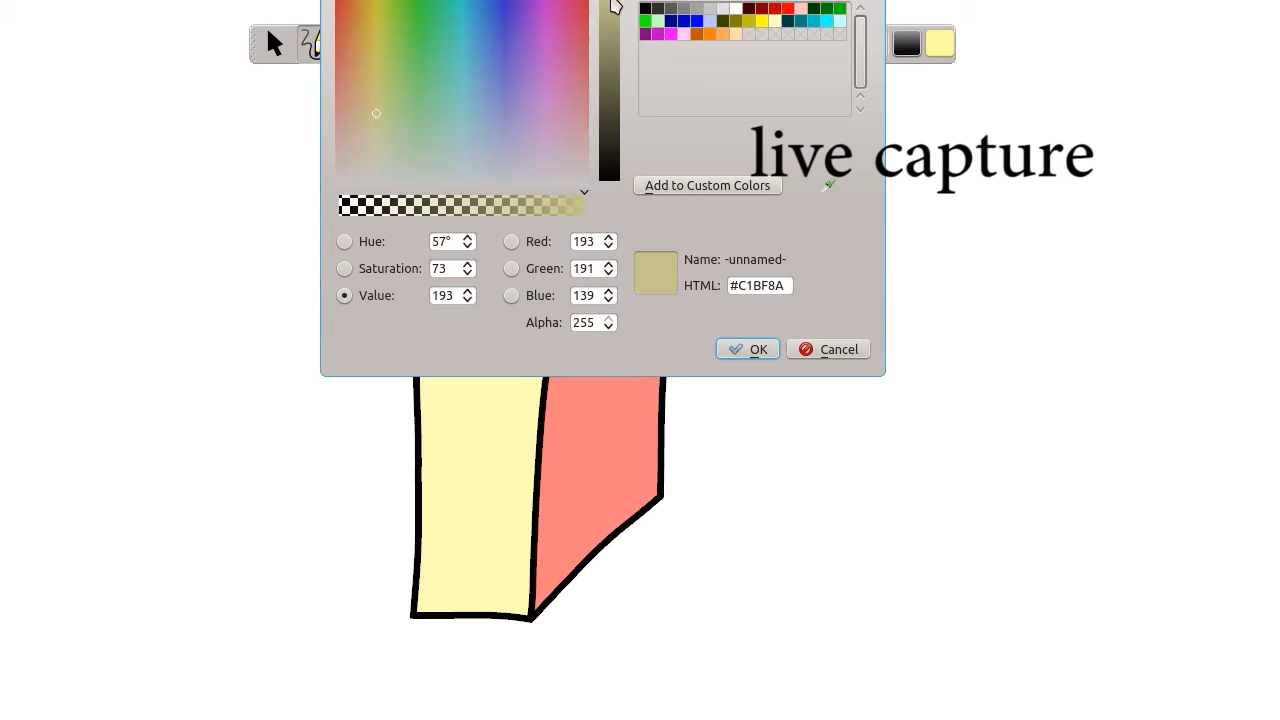 live capture
Add to Custom Colors
Hue: 57° Red: 193
Saturation: 73 Green: 191
Value: 193 Blue: 139
Alpha: 255
Name: -unnamed-
HTML: #C1BF8A
OK Cancel